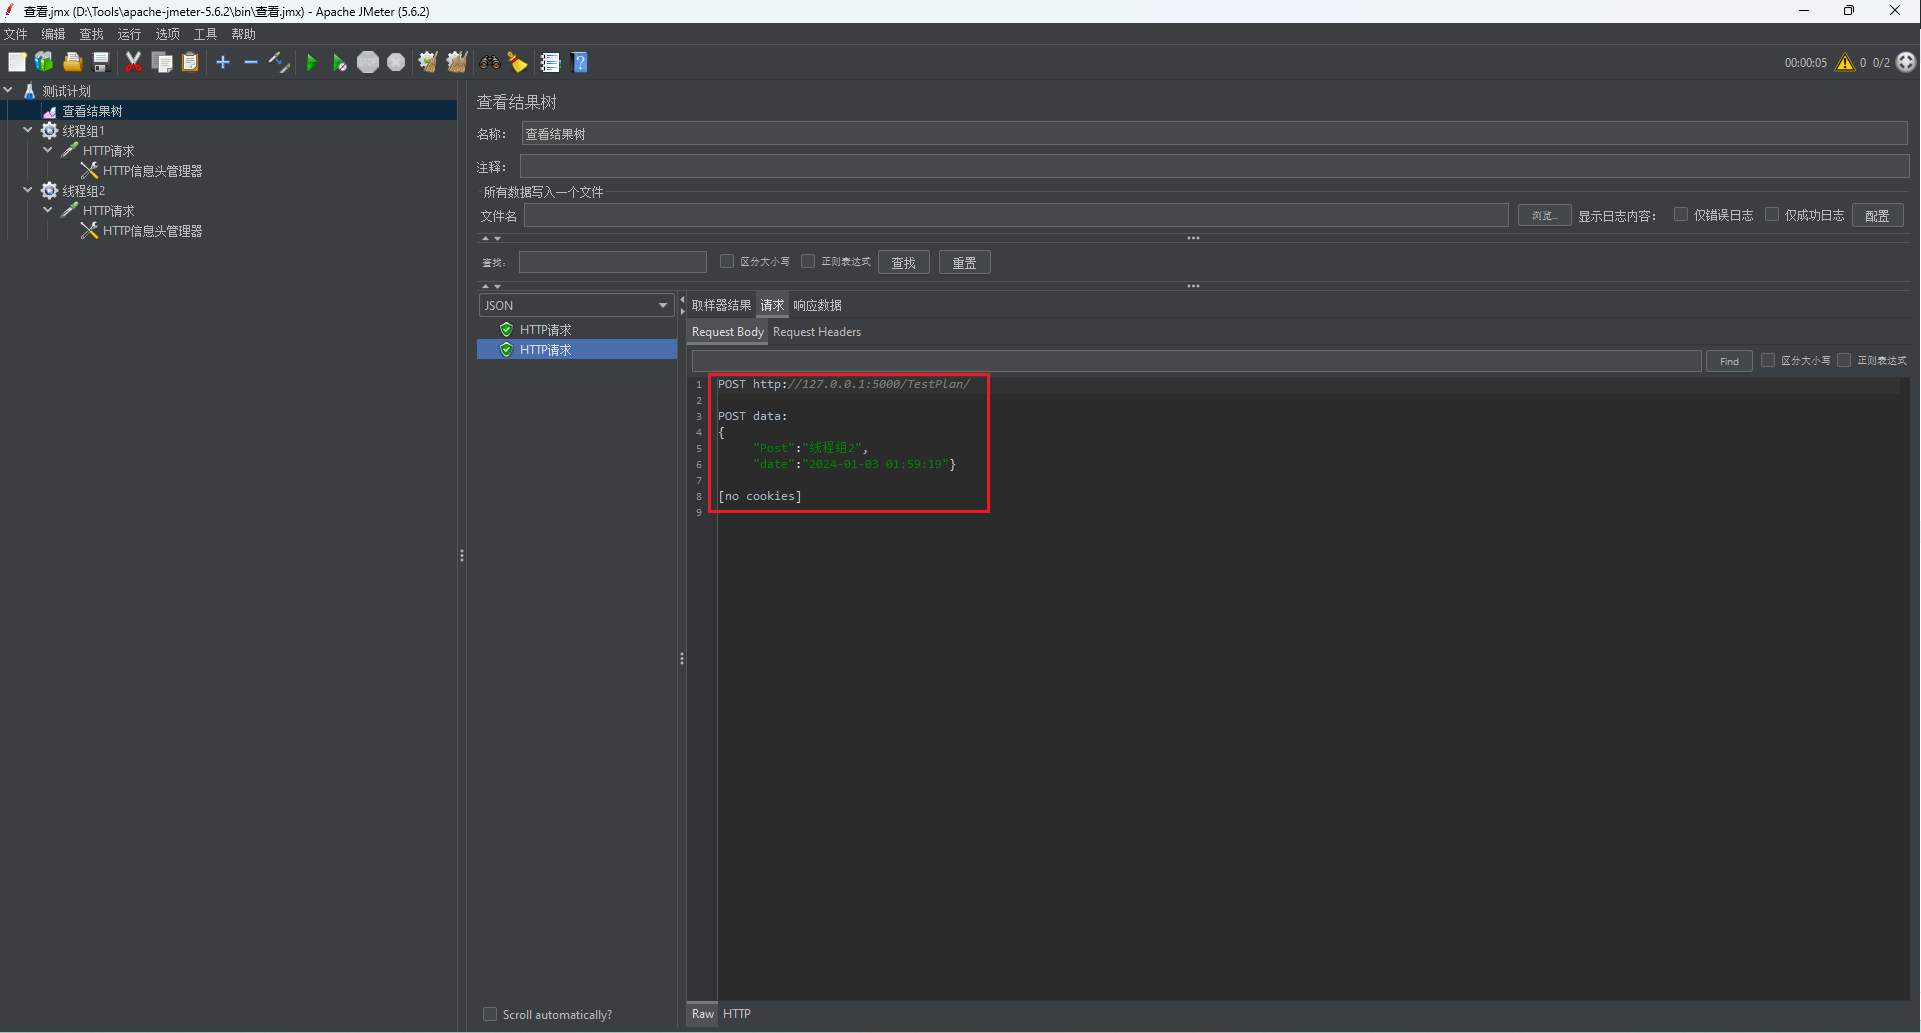 查看.jmx (D:\Tools\apache-jmeter-5.6.2\bin\查看.jmx) - Apache JMeter (5.6.2)
文件 编辑 查找 运行 选项 工具 帮助
00:00:05 0 0/2
测试计划
查看结果树
线程组1
HTTP请求
HTTP信息头管理器
线程组2
HTTP请求
HTTP信息头管理器
查看结果树
名称： 查看结果树
注释：
所有数据写入一个文件
文件名 浏览... 显示日志内容： 仅错误日志 仅成功日志 配置
查找： 区分大小写 正则表达式 查找 重置
JSON
HTTP请求
HTTP请求
Scroll automatically?
取样器结果 请求 响应数据
Request Body Request Headers
Find 区分大小写 正则表达式
1 POST http://127.0.0.1:5000/TestPlan/
2
3 POST data:
4 {
5 "Post":"线程组2",
6 "date":"2024-01-03 01:59:19"}
7
8 [no cookies]
9
Raw HTTP